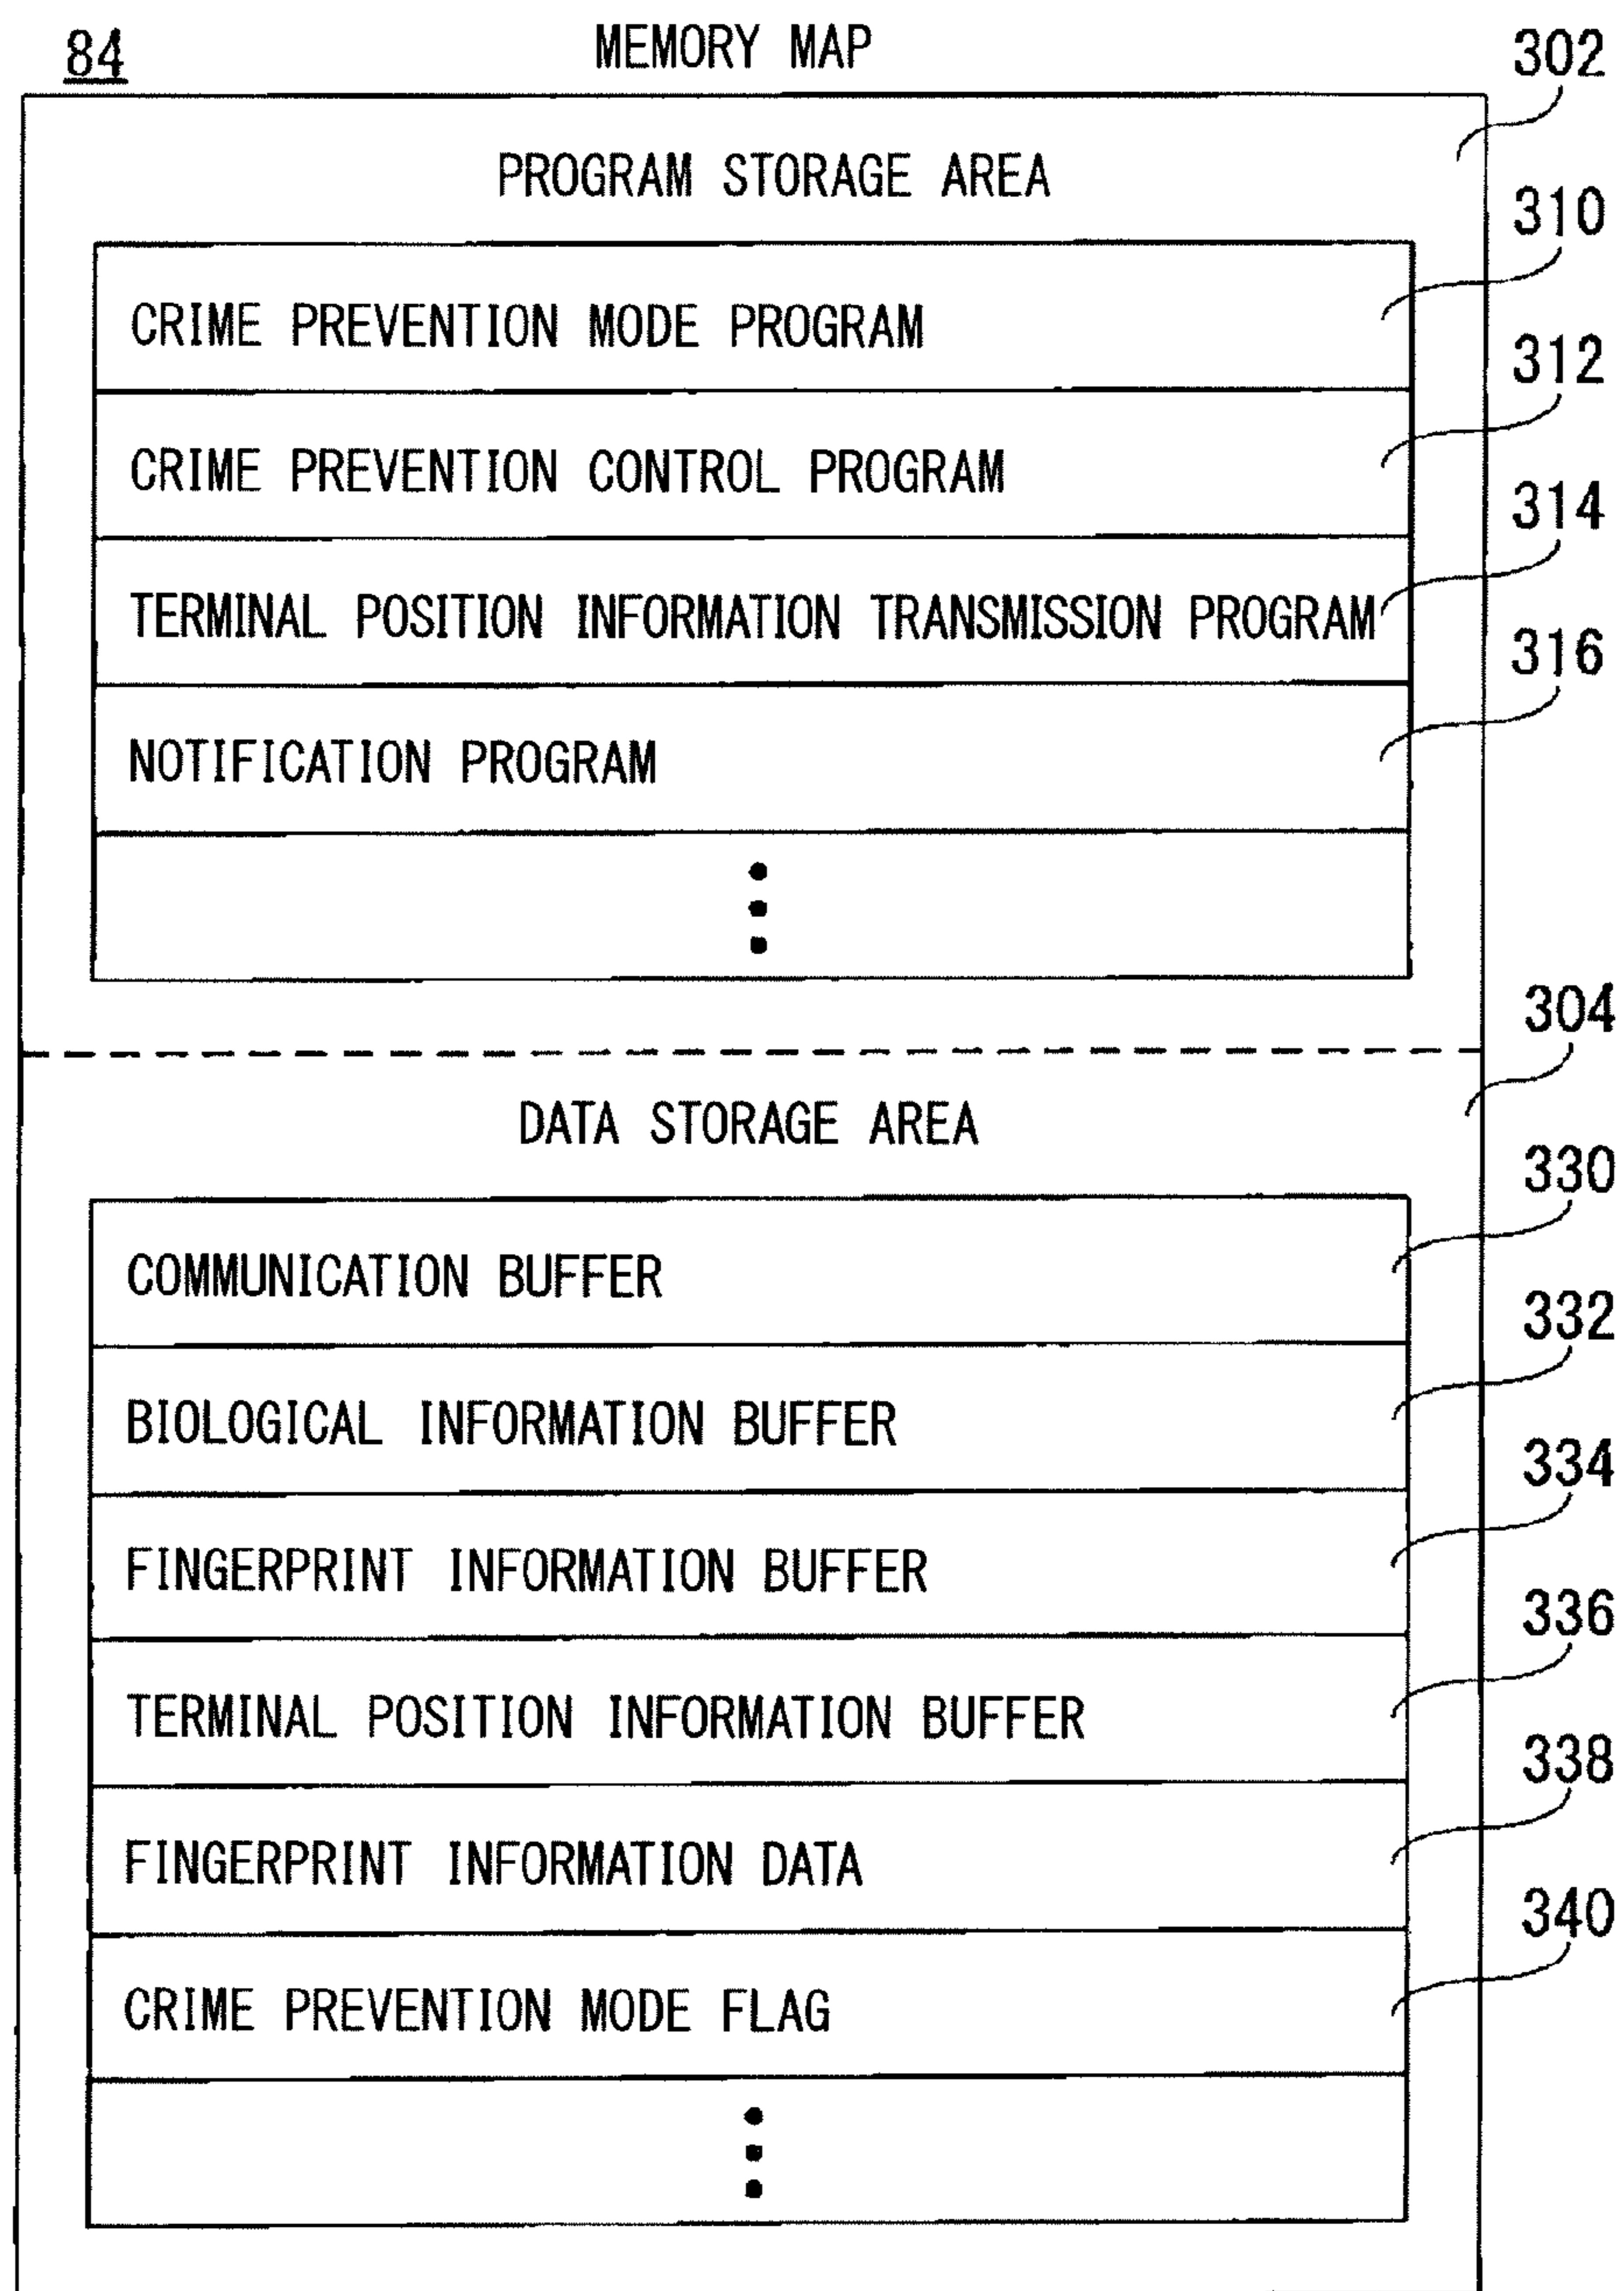 84
MEMORY MAP
302
PROGRAM STORAGE AREA
310
CRIME PREVENTION MODE PROGRAM
312
CRIME PREVENTION CONTROL PROGRAM
314
TERMINAL POSITION INFORMATION TRANSMISSION PROGRAM
316
NOTIFICATION PROGRAM
304
DATA STORAGE AREA
330
COMMUNICATION BUFFER
332
BIOLOGICAL INFORMATION BUFFER
334
FINGERPRINT INFORMATION BUFFER
336
TERMINAL POSITION INFORMATION BUFFER
338
FINGERPRINT INFORMATION DATA
340
CRIME PREVENTION MODE FLAG